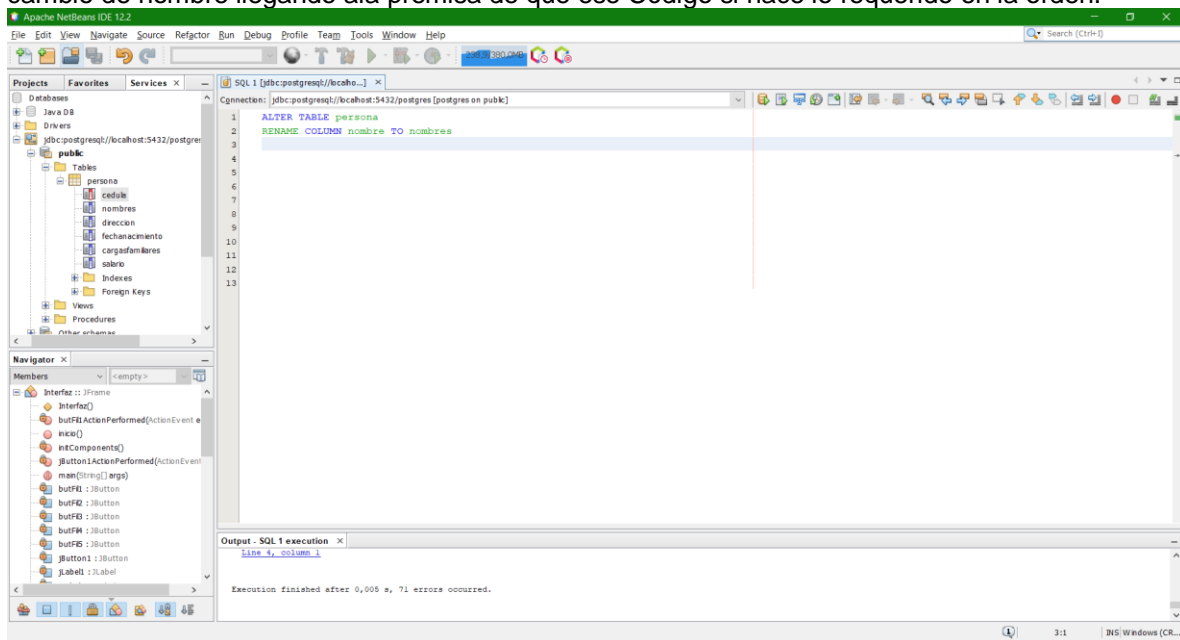 cambio de nombre llegando ala premisa de que ese Código si hace lo requerido en la orden.
Apache NetBeans IDE 12.2
File Edit View Navigate Source Refactor Run Debug Profile Team Tools Window Help
Search (Ctrl+I)
Projects Favorites Services
SQL 1 [jdbc:postgresql://localho...]
Databases
Connection: jdbc:postgresql://localhost:5432/postgres [postgres on public]
Java DB
Drivers
jdbc:postgresql://localhost:5432/postgres
public
Tables
persona
cedula
nombres
direccion
fechanacimiento
cargasfamiliares
salario
Indexes
Foreign Keys
Views
Procedures
Other schemas
1 ALTER TABLE persona
2 RENAME COLUMN nombre TO nombres
3
4
5
6
7
8
9
10
11
12
13
Navigator
Members <empty>
Interfaz :: JFrame
Interfaz()
butFil1ActionPerformed(ActionEvent e
inicio()
initComponents()
jButton1ActionPerformed(ActionEvent
main(String[] args)
butFil1 : JButton
butFil2 : JButton
butFil3 : JButton
butFil4 : JButton
butFil5 : JButton
jButton1 : JButton
jLabel1 : JLabel
Output - SQL 1 execution
Line 4, column 1
Execution finished after 0,005 s, 71 errors occurred.
3:1 INS Windows (CR...